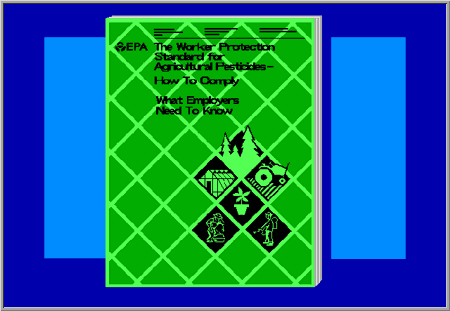 EPA The Worker Protection
Standard for
Agricultural Pesticides-
How To Comply
What Employers
Need To Know